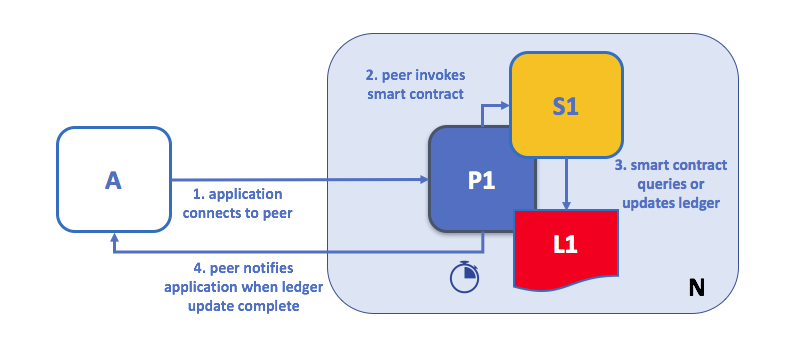 2. peer invokes
smart contract
S1
A
P1
1. application
connects to peer
3. smart contract
queries or
updates ledger
L1
4. peer notifies
application when ledger
update complete
N